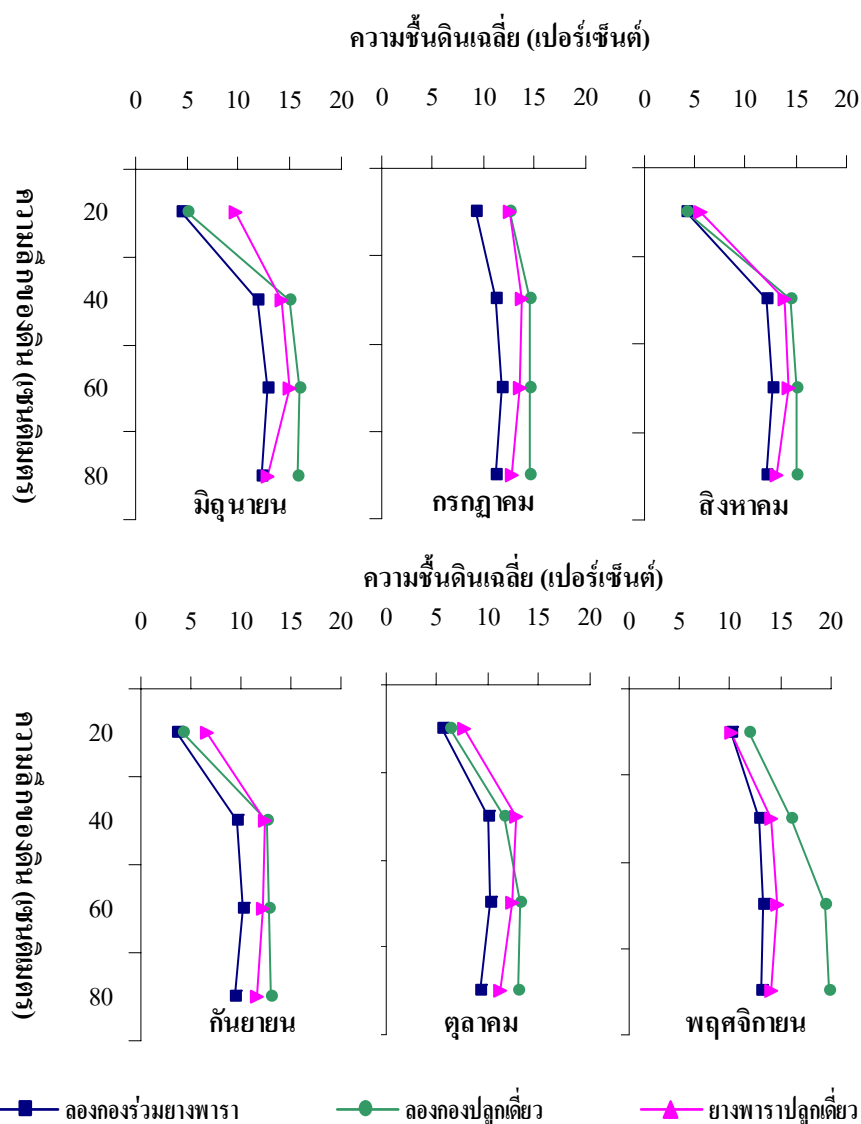 ความชื้นดินเฉลี่ย (เปอร์เซ็นต์)
0 5 10 15 20 0 5 10 15 20 0 5 10 15 20
ความลึกของดิน (เซนติเมตร)
20
40
60
80
มิถุนายน กรกฎาคม สิงหาคม
ความชื้นดินเฉลี่ย (เปอร์เซ็นต์)
0 5 10 15 20 0 5 10 15 20 0 5 10 15 20
ความลึกของดิน (เซนติเมตร)
20
40
60
80
กันยายน ตุลาคม พฤศจิกายน
ลองกองร่วมยางพารา ลองกองปลูกเดี่ยว ยางพาราปลูกเดี่ยว